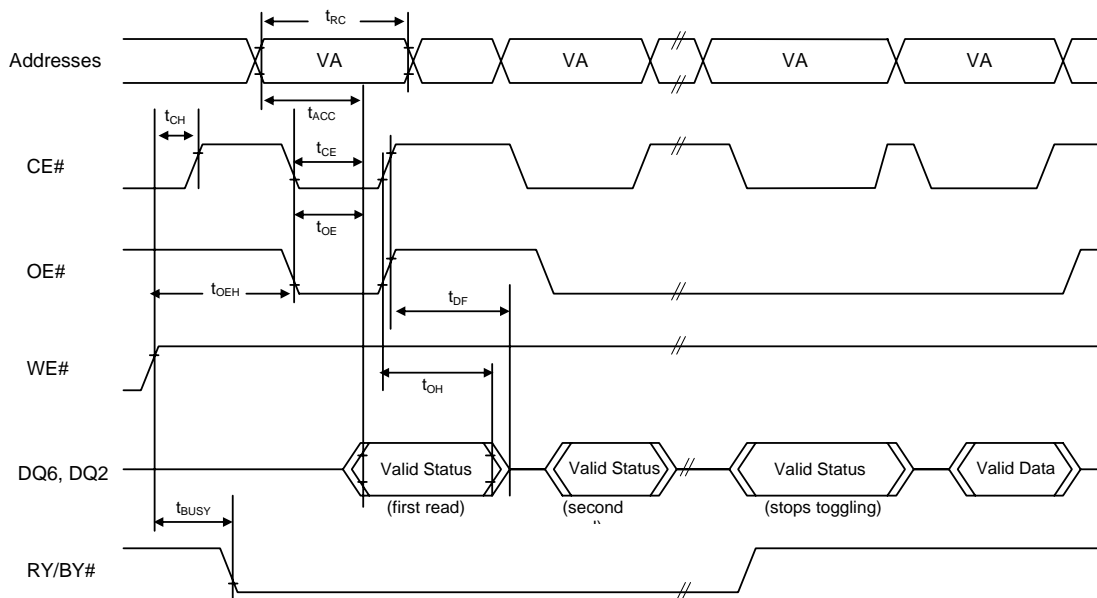 tRC
Addresses VA VA VA VA
tACC
tCH
CE#
tCE
tOE
OE#
tOEH
tDF
WE#
tOH
DQ6, DQ2 Valid Status Valid Status Valid Status Valid Data
(first read) (second (stops toggling)
tBUSY
RY/BY#